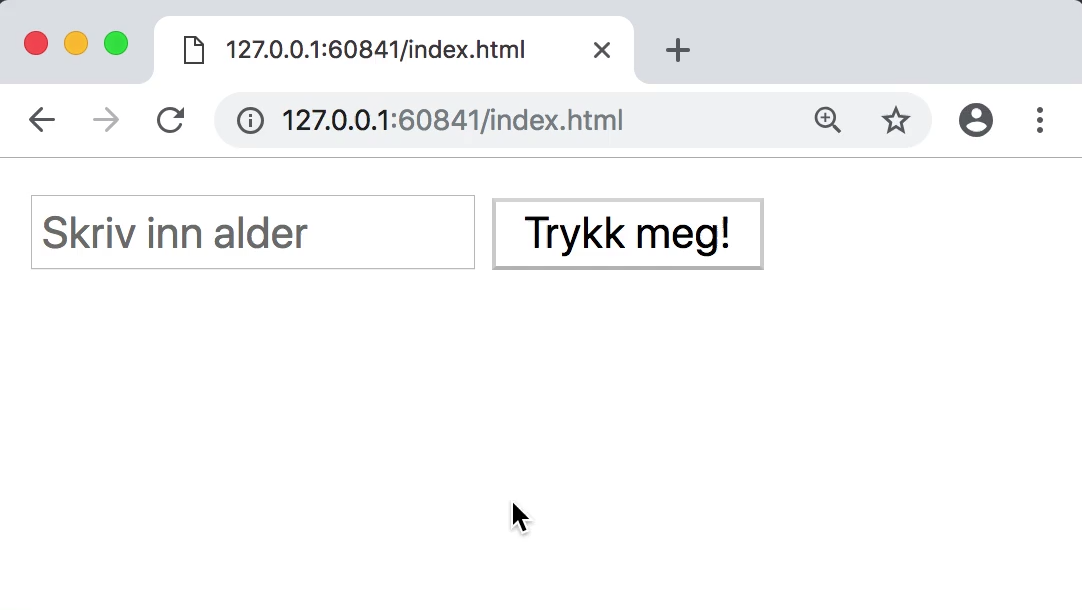 127.0.0.1:60841/index.html
127.0.0.1:60841/index.html
Skriv inn alder
Trykk meg!